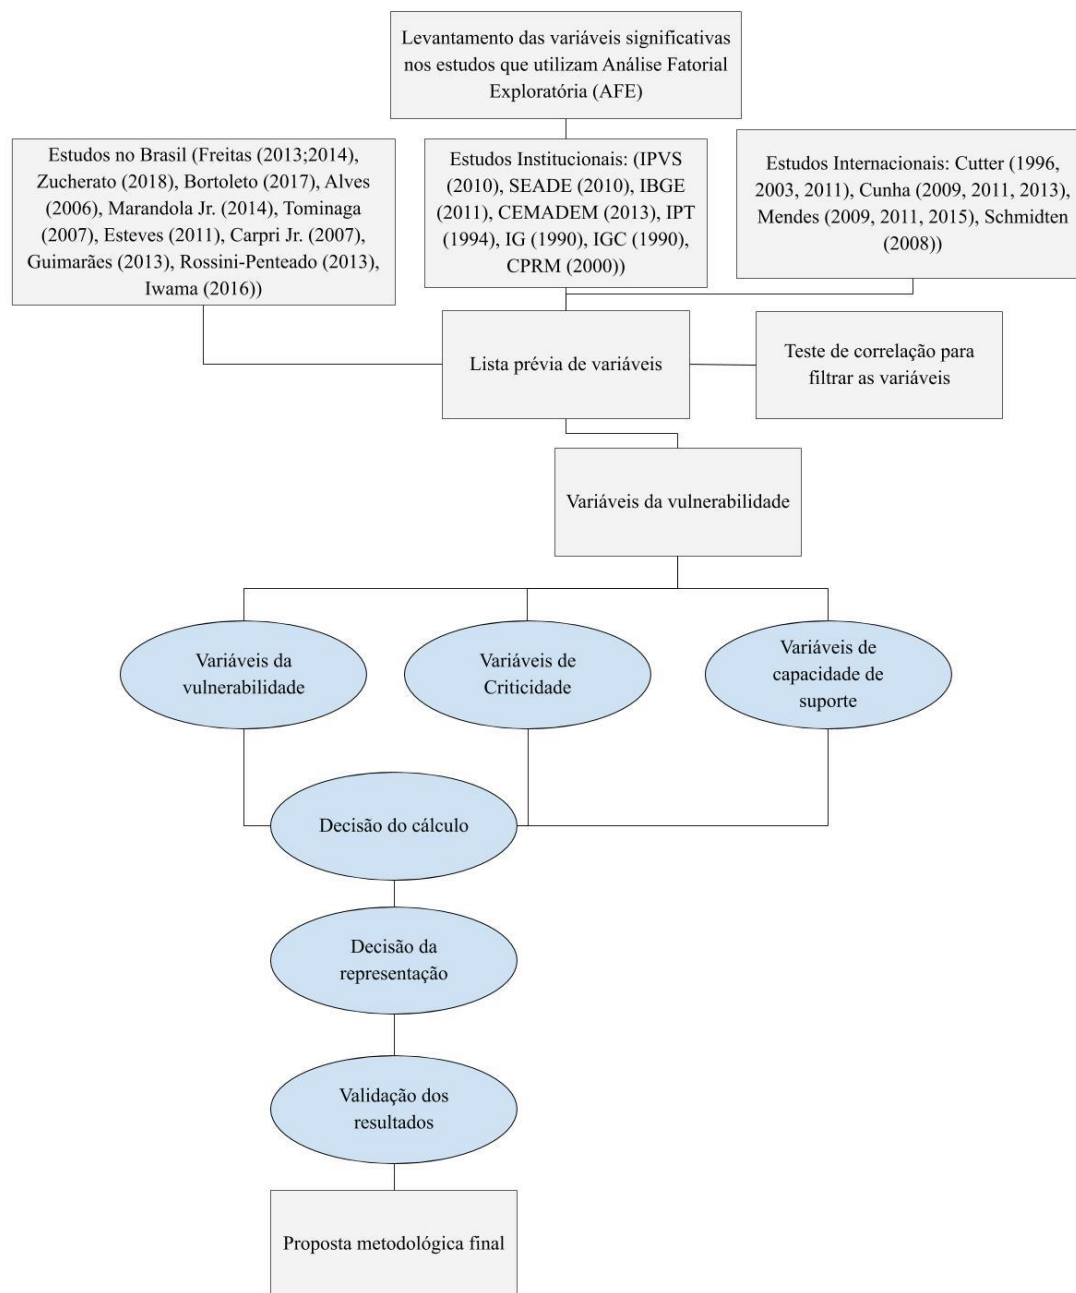 Levantamento das variáveis significativas
nos estudos que utilizam Análise Fatorial
Exploratória (AFE)
Estudos no Brasil (Freitas (2013;2014),
Zucherato (2018), Bortoleto (2017), Alves
(2006), Marandola Jr. (2014), Tominaga
(2007), Esteves (2011), Carpri Jr. (2007),
Guimarães (2013), Rossini-Penteado (2013),
Iwama (2016))
Estudos Institucionais: (IPVS
(2010), SEADE (2010), IBGE
(2011), CEMADEM (2013), IPT
(1994), IG (1990), IGC (1990),
CPRM (2000))
Estudos Internacionais: Cutter (1996,
2003, 2011), Cunha (2009, 2011, 2013),
Mendes (2009, 2011, 2015), Schmidten
(2008))
Lista prévia de variáveis
Teste de correlação para
filtrar as variáveis
Variáveis da vulnerabilidade
Variáveis da
vulnerabilidade
Variáveis de
Criticidade
Variáveis de
capacidade de
suporte
Decisão do cálculo
Decisão da
representação
Validação dos
resultados
Proposta metodológica final